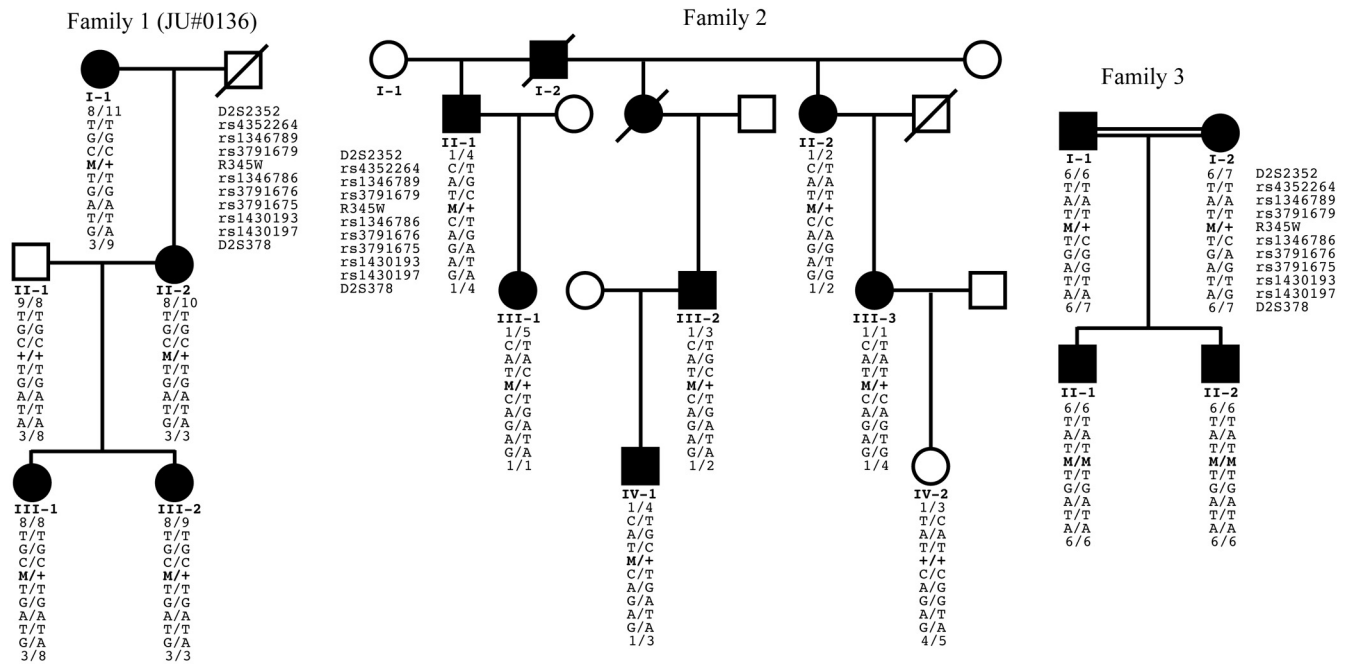 Family 1 (JU#0136)
I-1
8/11
T/T
G/G
C/C
M/+
T/T
G/G
A/A
T/T
G/A
3/9
D2S2352
rs4352264
rs1346789
rs3791679
R345W
rs1346786
rs3791676
rs3791675
rs1430193
rs1430197
D2S378
II-1
9/8
T/T
G/G
C/C
+/+
T/T
G/G
A/A
T/T
A/A
3/8
II-2
8/10
T/T
G/G
C/C
M/+
T/T
G/G
A/A
T/T
G/A
3/3
III-1
8/8
T/T
G/G
C/C
M/+
T/T
G/G
A/A
T/T
G/A
3/8
III-2
8/9
T/T
G/G
C/C
M/+
T/T
G/G
A/A
T/T
G/A
3/3
Family 2
I-1
I-2
D2S2352
rs4352264
rs1346789
rs3791679
R345W
rs1346786
rs3791676
rs3791675
rs1430193
rs1430197
D2S378
II-1
1/4
C/T
A/G
T/C
M/+
C/T
A/G
G/A
A/T
G/A
1/4
II-2
1/2
C/T
A/A
T/T
M/+
C/C
A/A
G/G
A/T
G/G
1/2
III-1
1/5
C/T
A/A
T/C
M/+
C/T
A/G
G/A
A/T
G/A
1/1
III-2
1/3
C/T
A/G
T/C
M/+
C/T
A/G
G/A
A/T
G/A
1/2
III-3
1/1
C/T
A/A
T/T
M/+
C/C
A/A
G/G
A/T
G/G
1/4
IV-1
1/4
C/T
A/G
T/C
M/+
C/T
A/G
G/A
A/T
G/A
1/3
IV-2
1/3
T/C
A/A
T/T
+/+
C/C
A/G
G/G
T/A
G/A
4/5
Family 3
I-1
6/6
T/T
A/A
T/T
M/+
T/C
G/G
A/G
T/T
A/A
6/7
I-2
6/7
T/T
A/A
T/T
M/+
T/C
G/A
A/G
T/T
A/G
6/7
D2S2352
rs4352264
rs1346789
rs3791679
R345W
rs1346786
rs3791676
rs3791675
rs1430193
rs1430197
D2S378
II-1
6/6
T/T
A/A
T/T
M/M
T/T
G/G
A/A
T/T
A/A
6/6
II-2
6/6
T/T
A/A
T/T
M/M
T/T
G/G
A/A
T/T
A/A
6/6